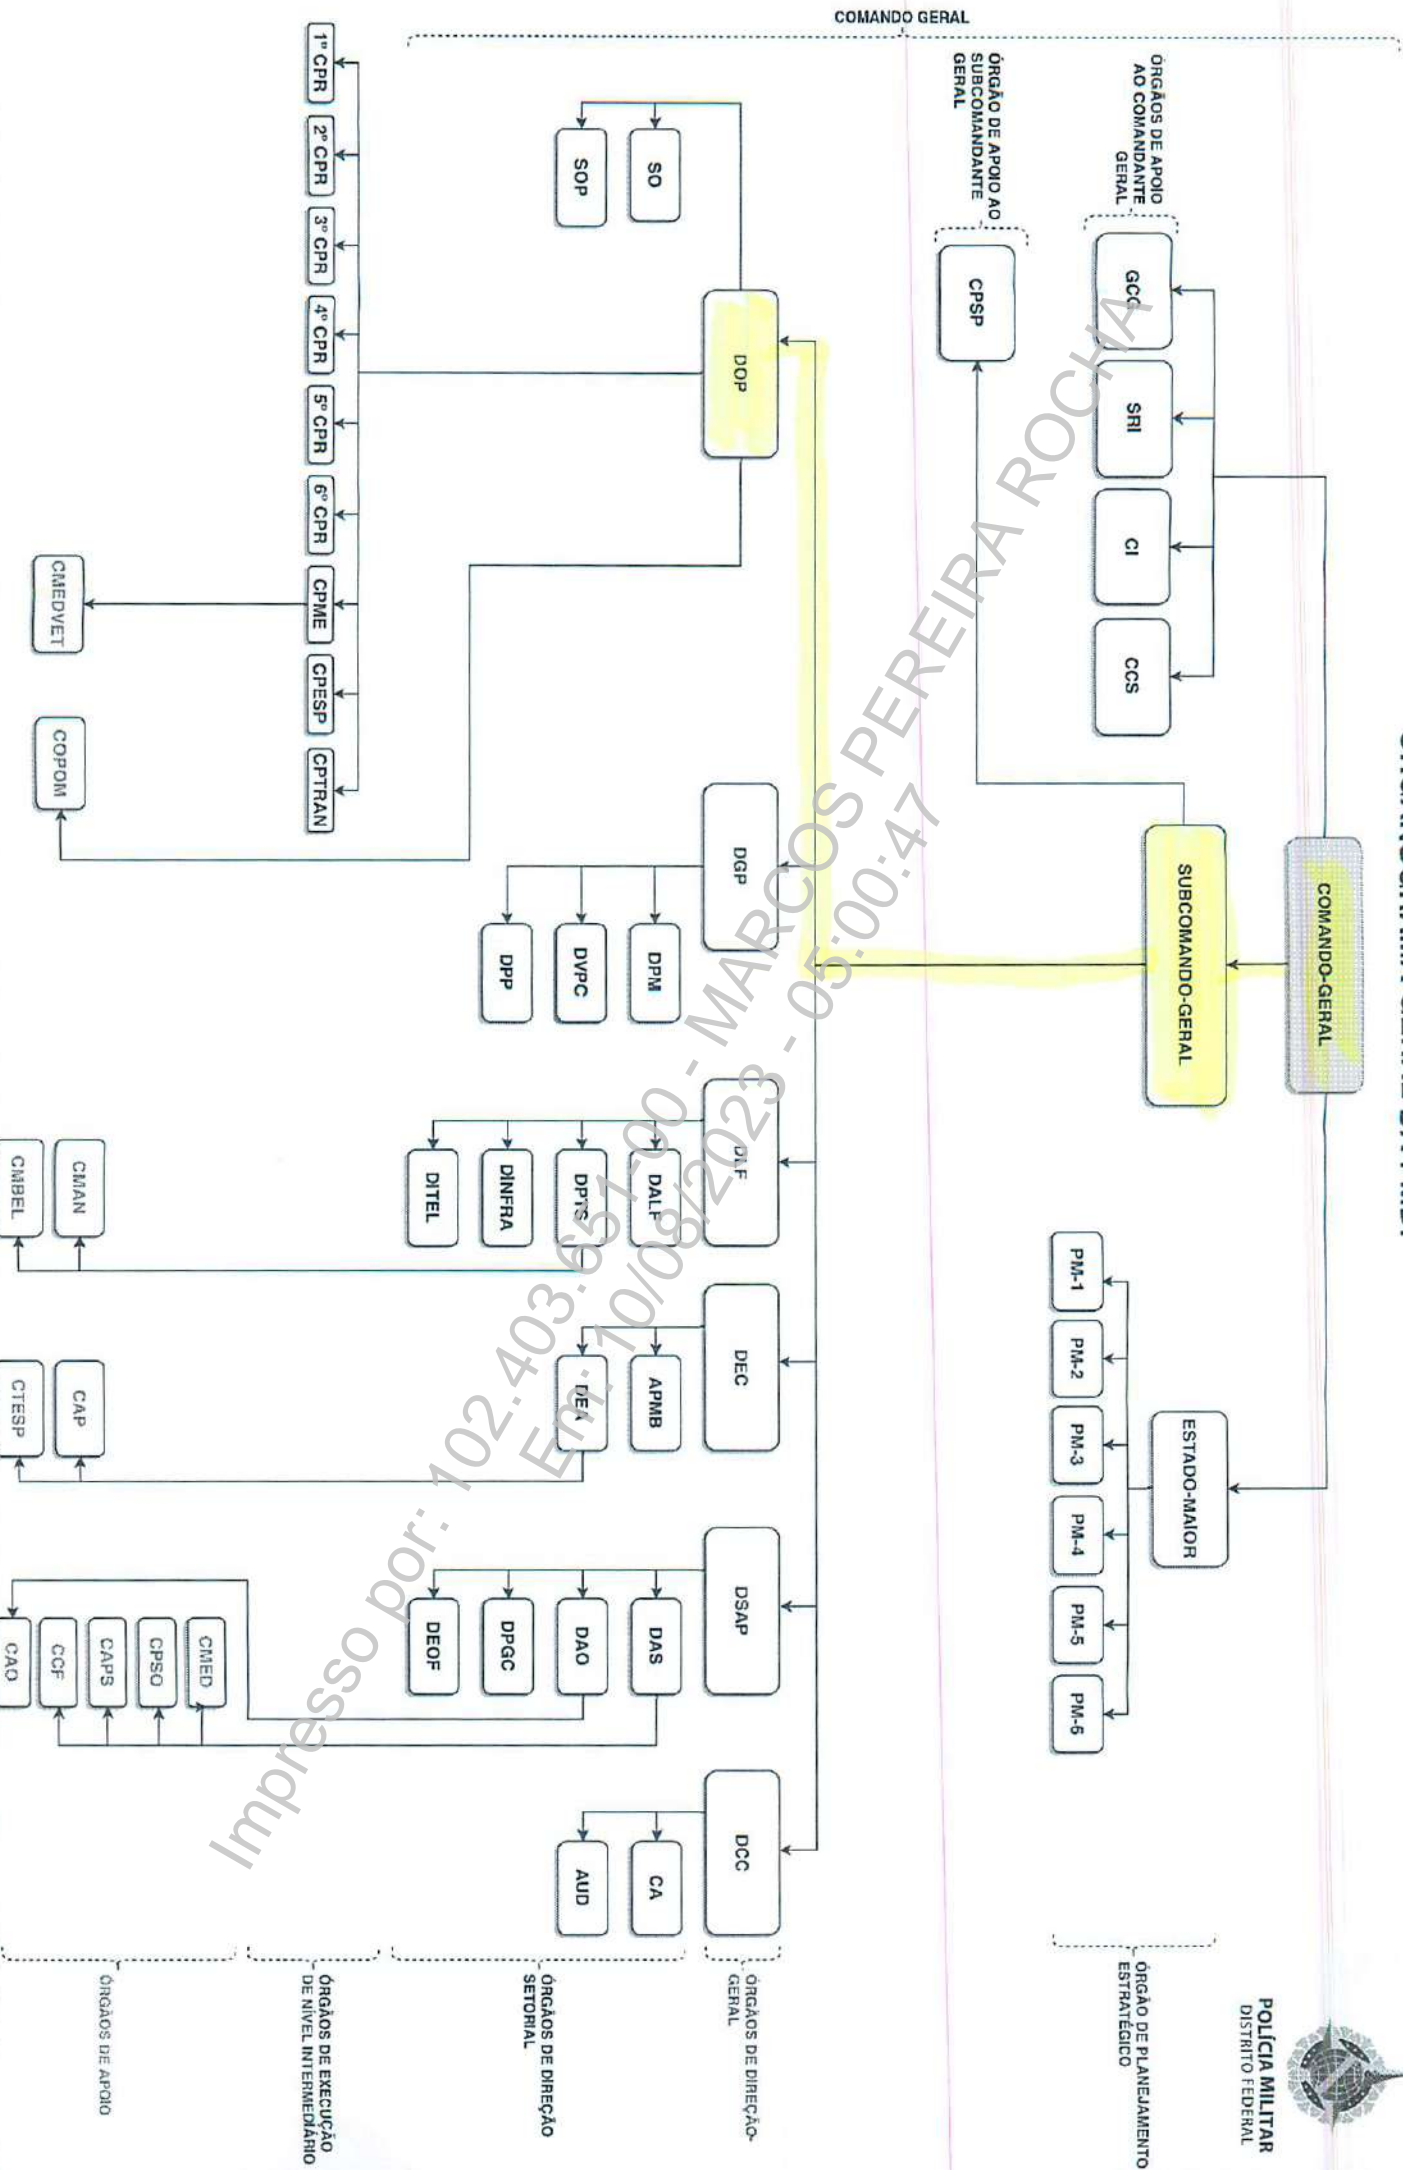 POLÍCIA MILITAR
DISTRITO FEDERAL
COMANDO-GERAL
SUBCOMANDO-GERAL
ESTADO-MAIOR
PM-1
PM-2
PM-3
PM-4
PM-5
PM-6
ÓRGÃO DE PLANEJAMENTO
ESTRATÉGICO
COMANDO GERAL
ÓRGÃOS DE APOIO
AO COMANDANTE
GERAL
GCG
SRI
CI
CCS
ÓRGÃO DE APOIO AO
SUBCOMANDANTE
GERAL
CPSP
DOP
DGP
DLF
DEC
DSAP
DCC
ÓRGÃOS DE DIREÇÃO-
GERAL
SO
SOP
DPM
DVPC
DPP
DALF
DPTS
DINFRA
DITEL
APMB
DEA
DAS
DAO
DPGC
DEOF
CA
AUD
ÓRGÃOS DE DIREÇÃO
SETORIAL
1º CPR
2º CPR
3º CPR
4º CPR
5º CPR
6º CPR
CPME
CPESP
CPTRAN
ÓRGÃOS DE EXECUÇÃO
DE NÍVEL INTERMEDIÁRIO
CMEDVET
COPOM
CMAN
CMBEL
CAP
CTESP
CMED
CPSO
CAPS
CCF
CAO
ÓRGÃOS DE APOIO
Impresso por: 102.403.651-00 - MARCOS PEREIRA ROCHA
Em: 10/08/2023 - 05:00:47